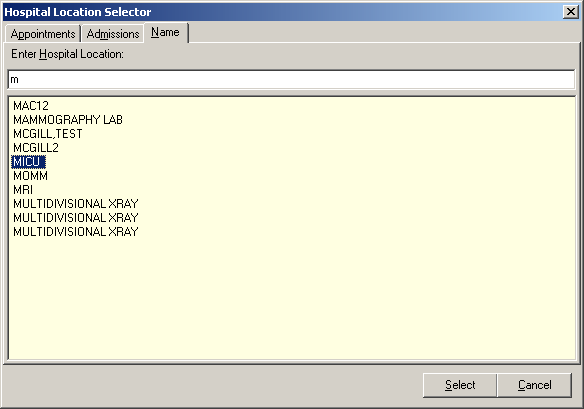 Hospital Location Selector
Appointments Admissions Name
Enter Hospital Location:
m
MAC12
MAMMOGRAPHY LAB
MCGILL,TEST
MCGILL2
MICU
MOMM
MRI
MULTIDIVISIONAL XRAY
MULTIDIVISIONAL XRAY
MULTIDIVISIONAL XRAY
Select Cancel